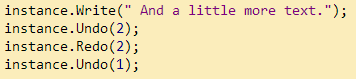 instance.Write(" And a little more text.");
instance.Undo(2);
instance.Redo(2);
instance.Undo(1);